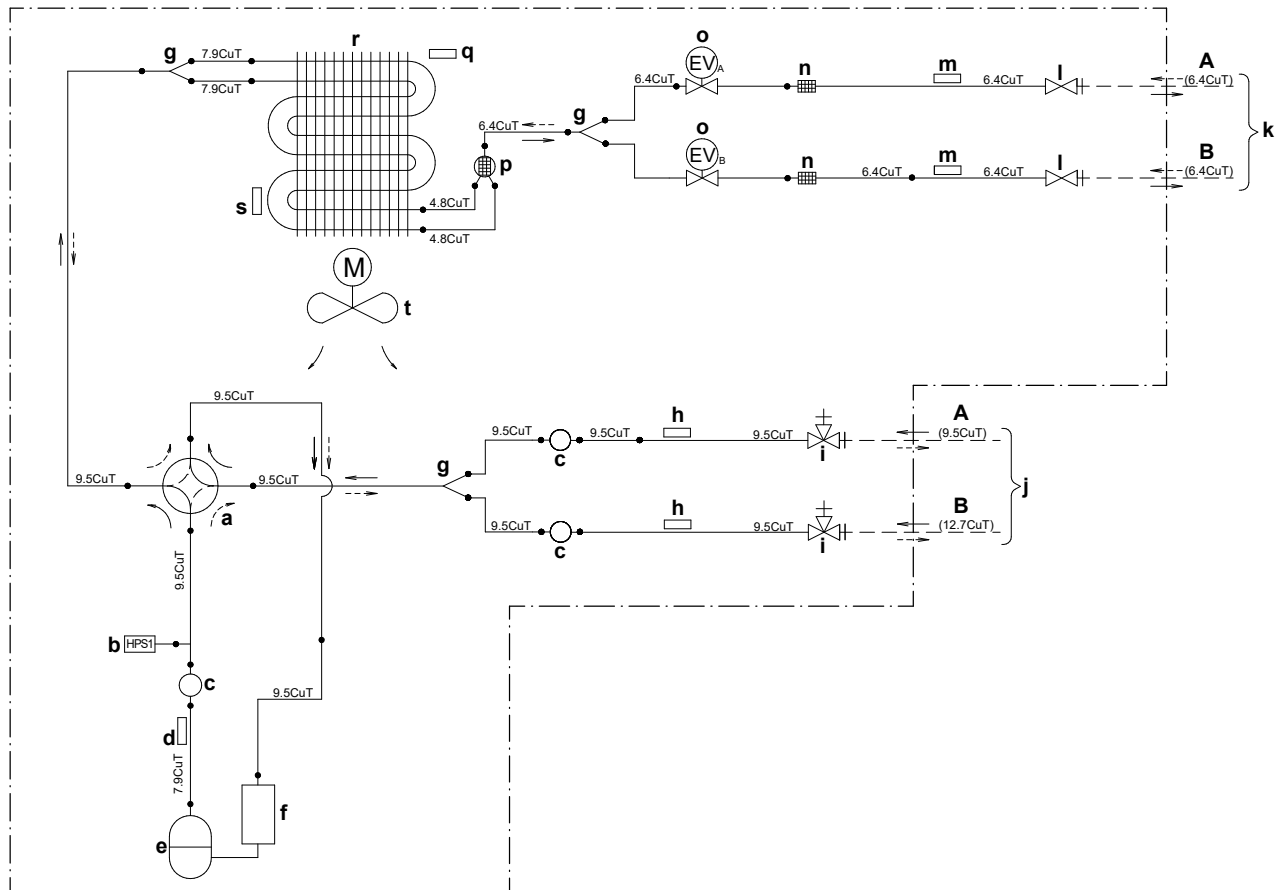 g
7.9CuT
7.9CuT
r
q
o
EVA
6.4CuT
n
m
6.4CuT
l
A
(6.4CuT)
k
g
6.4CuT
p
o
EVB
n
6.4CuT
m
6.4CuT
l
B
(6.4CuT)
s
4.8CuT
4.8CuT
M
t
9.5CuT
9.5CuT
a
9.5CuT
g
9.5CuT
c
9.5CuT
h
9.5CuT
i
A
(9.5CuT)
j
9.5CuT
c
h
9.5CuT
i
B
(12.7CuT)
9.5CuT
b
HPS1
c
9.5CuT
d
7.9CuT
e
f